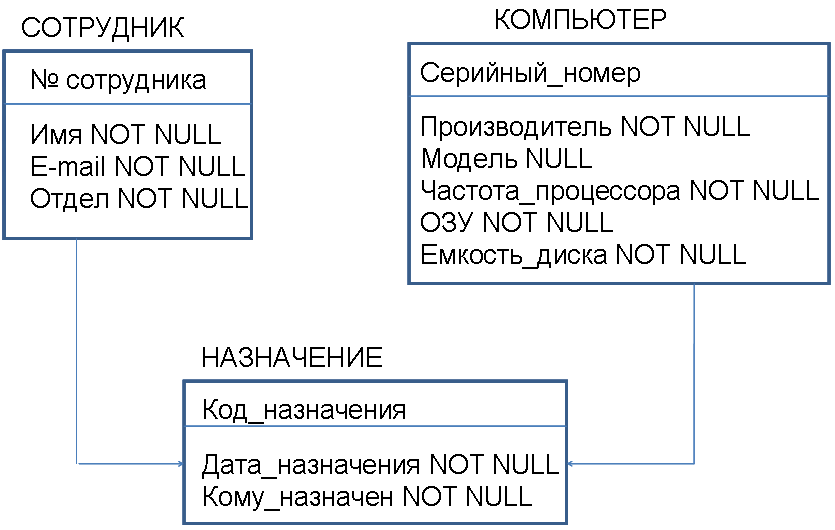 СОТРУДНИК
№ сотрудника
Имя NOT NULL
E-mail NOT NULL
Отдел NOT NULL
КОМПЬЮТЕР
Серийный_номер
Производитель NOT NULL
Модель NULL
Частота_процессора NOT NULL
ОЗУ NOT NULL
Емкость_диска NOT NULL
НАЗНАЧЕНИЕ
Код_назначения
Дата_назначения NOT NULL
Кому_назначен NOT NULL